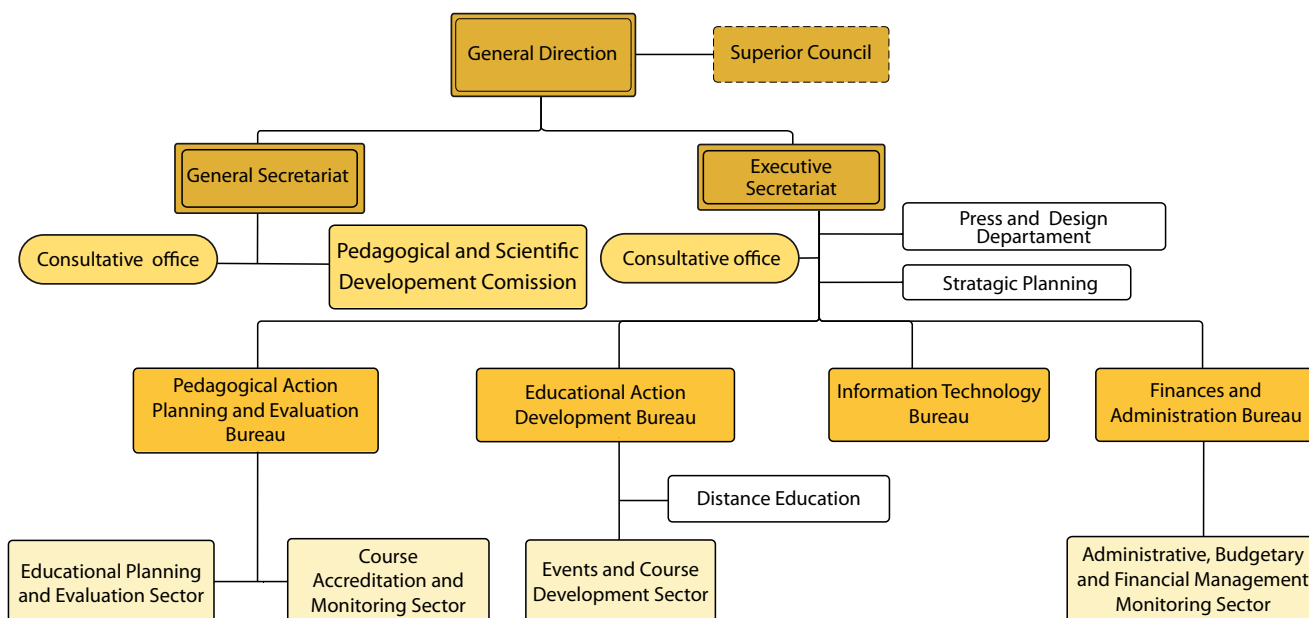 General Direction
Superior Council
General Secretariat
Executive
Secretariat
Consultative office
Pedagogical and Scientific
Developement Comission
Consultative office
Press and Design
Departament
Stratagic Planning
Pedagogical Action
Planning and Evaluation
Bureau
Educational Action
Development Bureau
Information Technology
Bureau
Finances and
Administration Bureau
Distance Education
Educational Planning
and Evaluation Sector
Course
Accreditation and
Monitoring Sector
Events and Course
Development Sector
Administrative, Budgetary
and Financial Management
Monitoring Sector